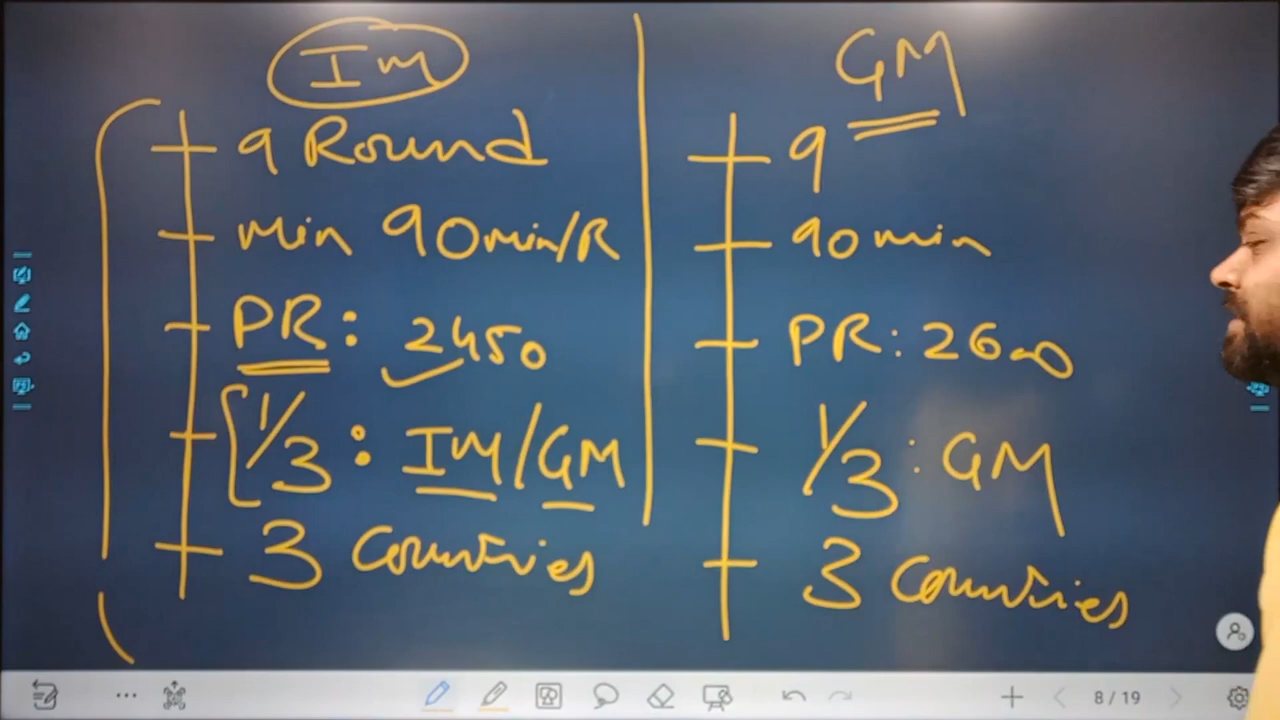 Im
9 Round
min 90min/R
PR: 2450
1/3 : IM/GM
3 Countries
GM
9
90 min
PR: 2600
1/3 : GM
3 Countries
8 / 19